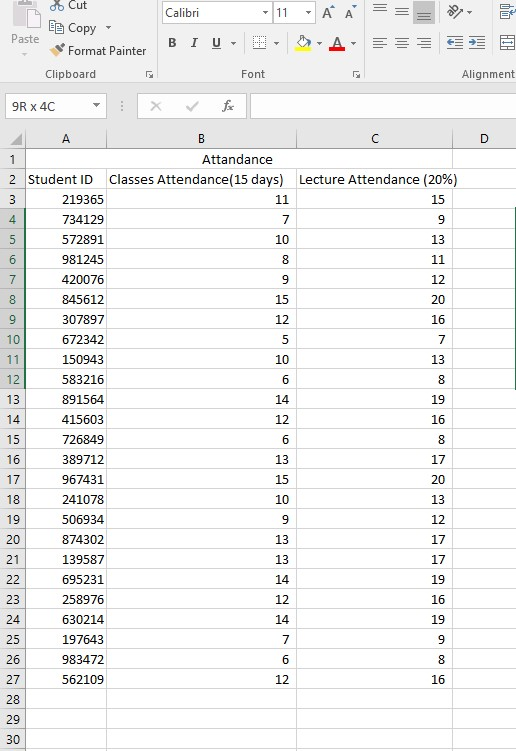 Cut
Calibri 11 A A
Copy
Paste
Format Painter
B I U A
Clipboard Font Alignment
9R x 4C fx
A B C D
1 Attandance
2 Student ID Classes Attendance(15 days) Lecture Attendance (20%)
3 219365 11 15
4 734129 7 9
5 572891 10 13
6 981245 8 11
7 420076 9 12
8 845612 15 20
9 307897 12 16
10 672342 5 7
11 150943 10 13
12 583216 6 8
13 891564 14 19
14 415603 12 16
15 726849 6 8
16 389712 13 17
17 967431 15 20
18 241078 10 13
19 506934 9 12
20 874302 13 17
21 139587 13 17
22 695231 14 19
23 258976 12 16
24 630214 14 19
25 197643 7 9
26 983472 6 8
27 562109 12 16
28
29
30